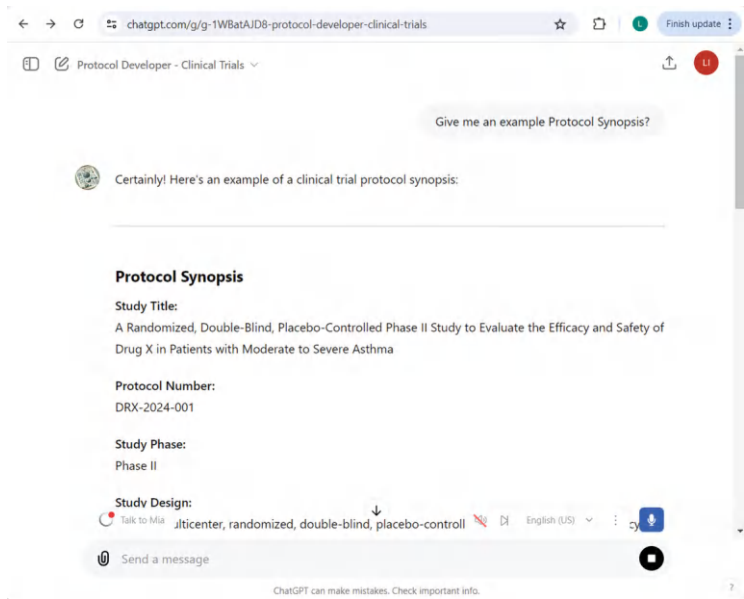 chatgpt.com/g/g-1WBatAJD8-protocol-developer-clinical-trials
L
Finish update
Protocol Developer - Clinical Trials
LI
Give me an example Protocol Synopsis?
Certainly! Here's an example of a clinical trial protocol synopsis:
Protocol Synopsis
Study Title:
A Randomized, Double-Blind, Placebo-Controlled Phase II Study to Evaluate the Efficacy and Safety of
Drug X in Patients with Moderate to Severe Asthma
Protocol Number:
DRX-2024-001
Study Phase:
Phase II
Study Design:
Talk to Mia ulticenter, randomized, double-blind, placebo-controll English (US) cy
Send a message
ChatGPT can make mistakes. Check important info.
?